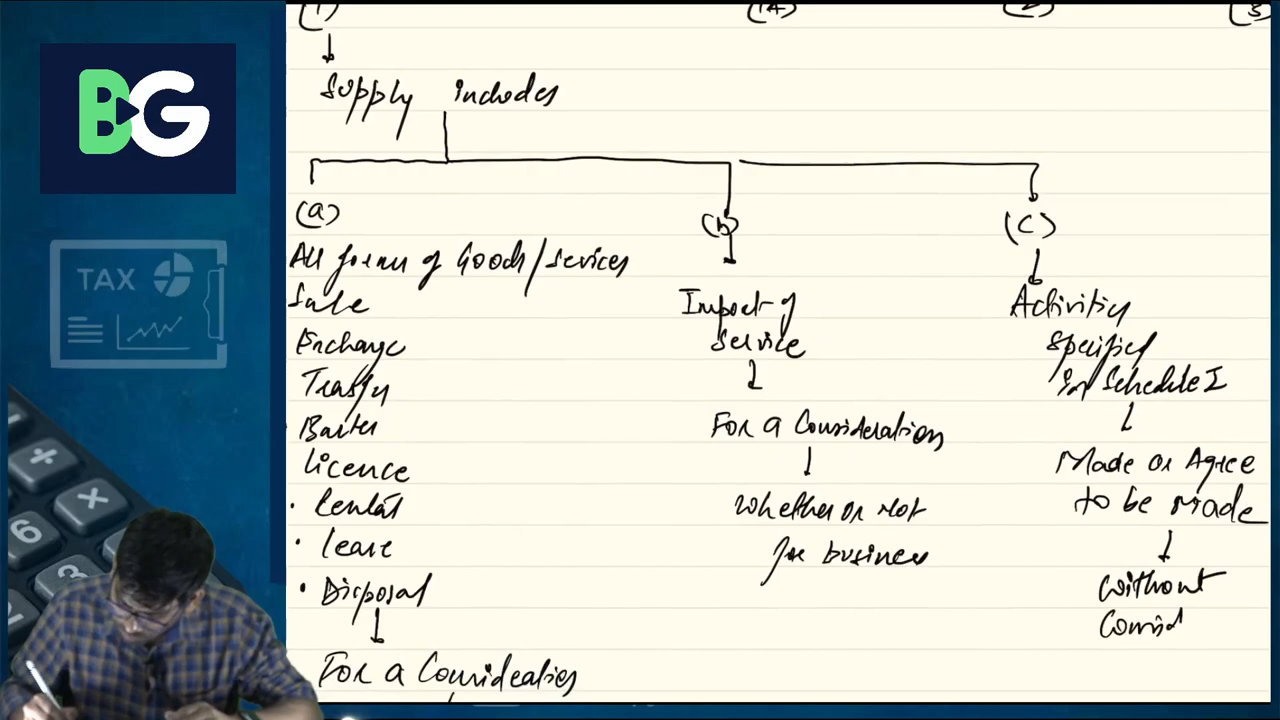 (1A)
BG
TAX
Supply includes
(a)
All forms of Goods/Services
Sale
Exchange
Transfer
Barter
Licence
Rental
Lease
Disposal
For a Consideration
(b)
Import of
Service
For a Consideration
Whether or Not
for business
(C)
Activities
Specified
in Schedule I
Made or Agree
to be Made
Without
Consid